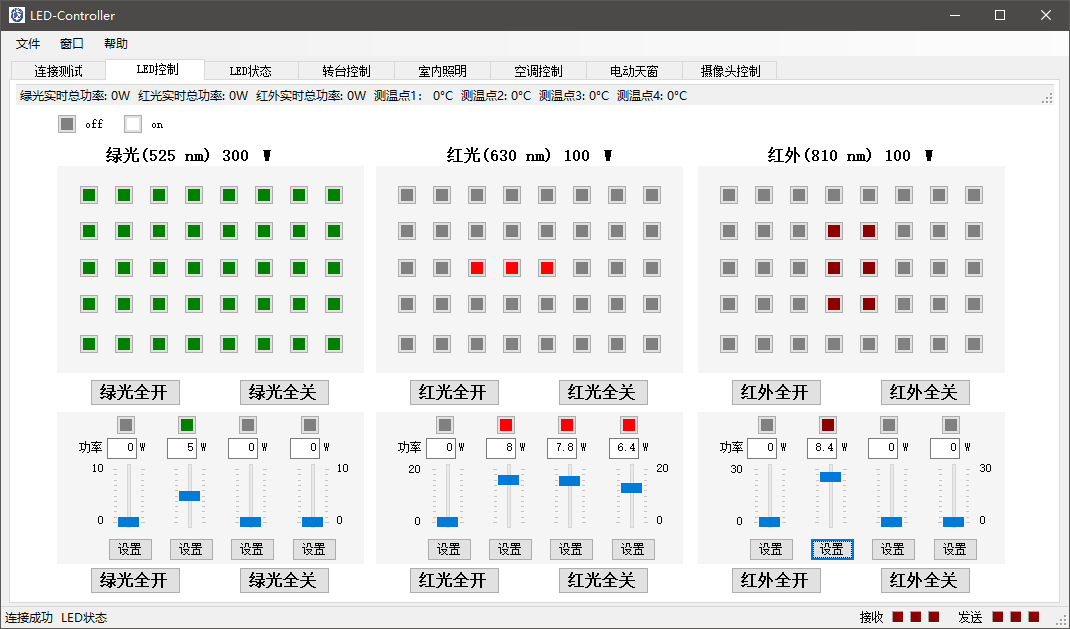 LED-Controller
文件 窗口 帮助
连接测试 LED控制 LED状态 转台控制 室内照明 空调控制 电动天窗 摄像头控制
绿光实时总功率: 0W 红光实时总功率: 0W 红外实时总功率: 0W 测温点1: 0°C 测温点2: 0°C 测温点3: 0°C 测温点4: 0°C
off on
绿光(525 nm) 300 W 红光(630 nm) 100 W 红外(810 nm) 100 W
绿光全开 绿光全关 红光全开 红光全关 红外全开 红外全关
功率 0 W 5 W 0 W 0 W 功率 0 W 8 W 7.8 W 6.4 W 功率 0 W 8.4 W 0 W 0 W
10 10 20 20 30 30
0 0 0 0 0 0
设置 设置 设置 设置 设置 设置 设置 设置 设置 设置 设置 设置
绿光全开 绿光全关 红光全开 红光全关 红外全开 红外全关
连接成功 LED状态 接收 发送